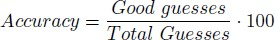 Accuracy = Good guesses / Total Guesses · 100